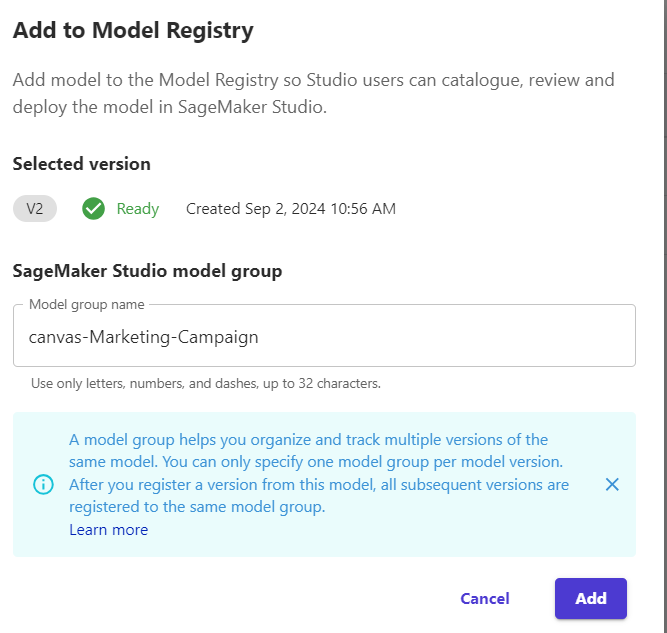 Add to Model Registry
Add model to the Model Registry so Studio users can catalogue, review and
deploy the model in SageMaker Studio.
Selected version
V2 Ready Created Sep 2, 2024 10:56 AM
SageMaker Studio model group
Model group name
canvas-Marketing-Campaign
Use only letters, numbers, and dashes, up to 32 characters.
A model group helps you organize and track multiple versions of the
same model. You can only specify one model group per model version.
After you register a version from this model, all subsequent versions are
registered to the same model group.
Learn more
Cancel Add